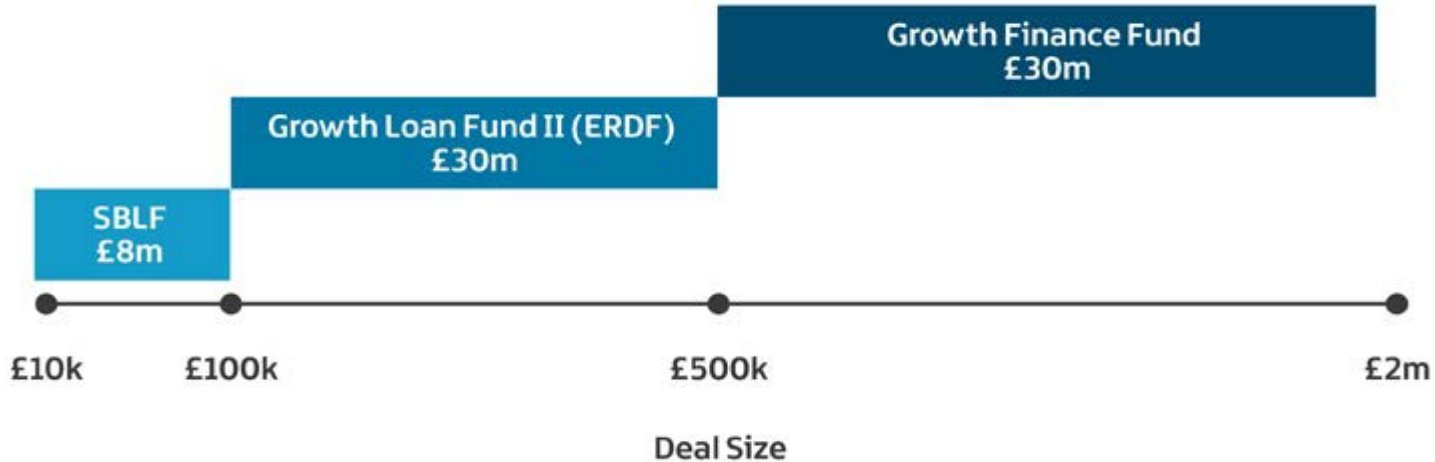 Growth Finance Fund
£30m
Growth Loan Fund II (ERDF)
£30m
SBLF
£8m
£10k £100k £500k £2m
Deal Size